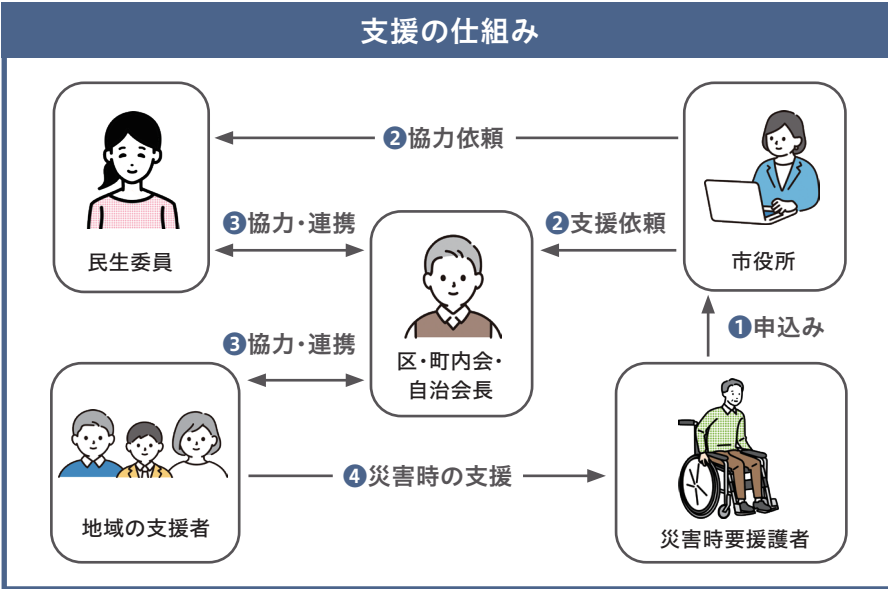 支援の仕組み
❷協力依頼
民生委員
❸協力・連携
❷支援依頼
市役所
❶申込み
❸協力・連携
区・町内会・
自治会長
❹災害時の支援
地域の支援者
災害時要援護者